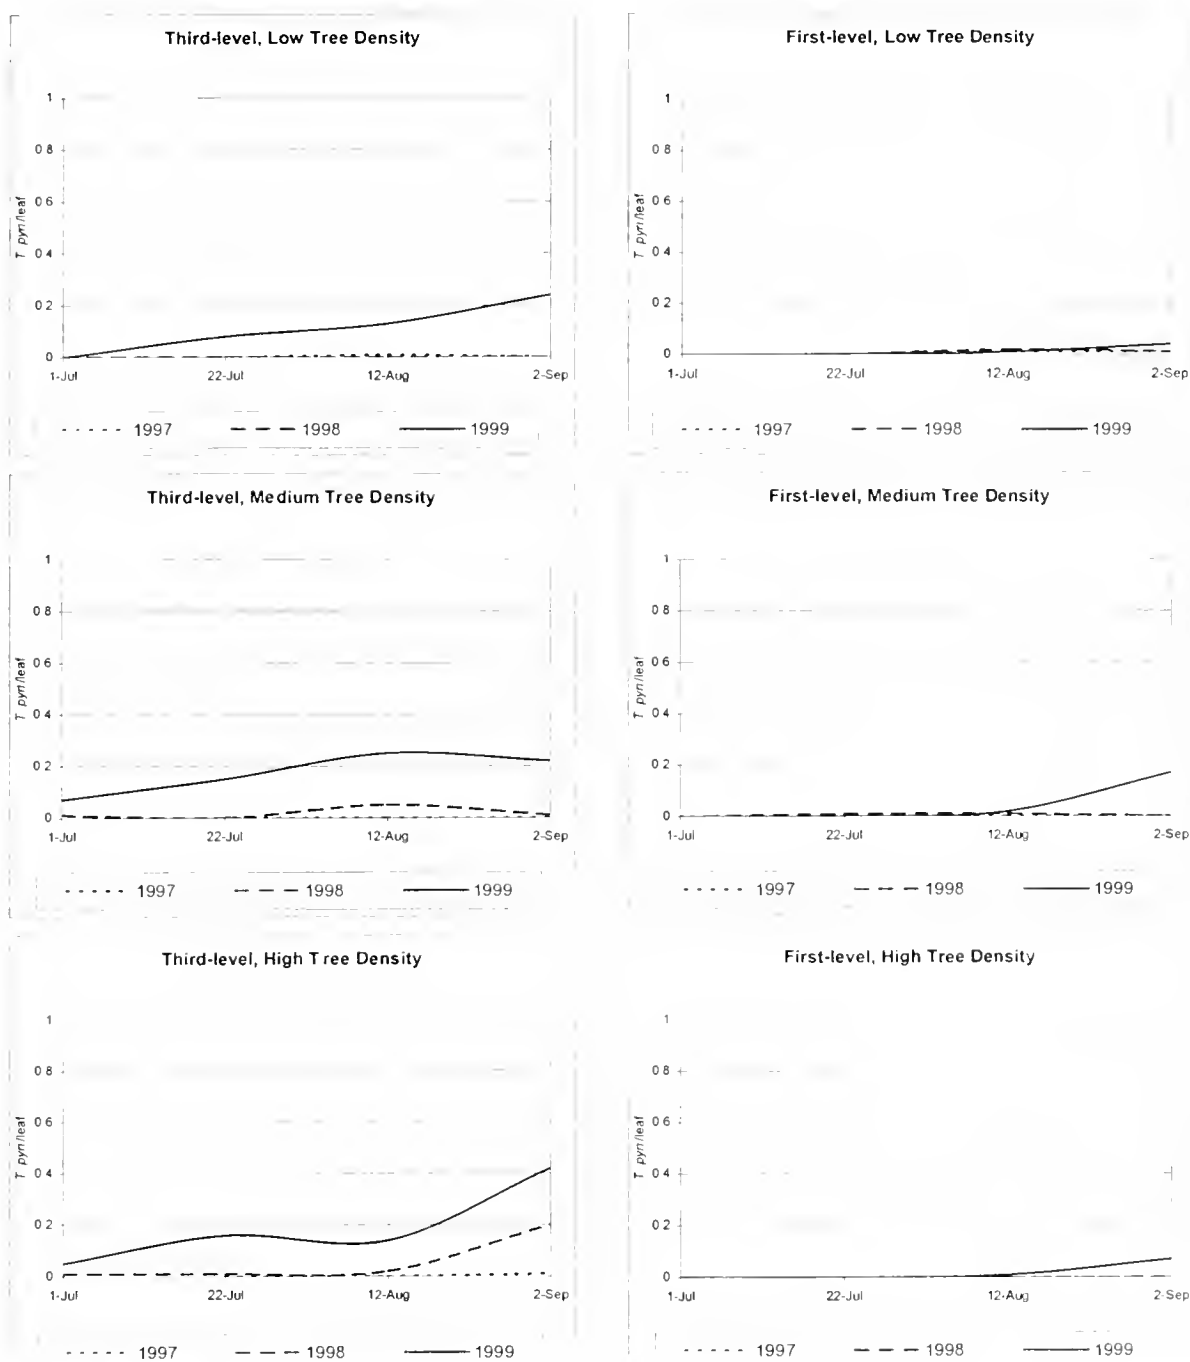 Third-level, Low Tree Density
1
0 8
0 6
0 4
0 2
0
T pyri/leaf
1-Jul 22-Jul 12-Aug 2-Sep
1997 1998 1999
First-level, Low Tree Density
1
0 8
0 6
0 4
0 2
0
T pyri/leaf
1-Jul 22-Jul 12-Aug 2-Sep
1997 1998 1999
Third-level, Medium Tree Density
1
0 8
0 6
0 4
0 2
0
T pyri/leaf
1-Jul 22-Jul 12-Aug 2-Sep
1997 1998 1999
First-level, Medium Tree Density
1
0 8
0 6
0 4
0 2
0
T pyri/leaf
1-Jul 22-Jul 12-Aug 2-Sep
1997 1998 1999
Third-level, High Tree Density
1
0 8
0 6
0 4
0 2
0
T pyri/leaf
1-Jul 22-Jul 12-Aug 2-Sep
1997 1998 1999
First-level, High Tree Density
1
0 8
0 6
0 4
0 2
0
T pyri/leaf
1-Jul 22-Jul 12-Aug 2-Sep
1997 1998 1999